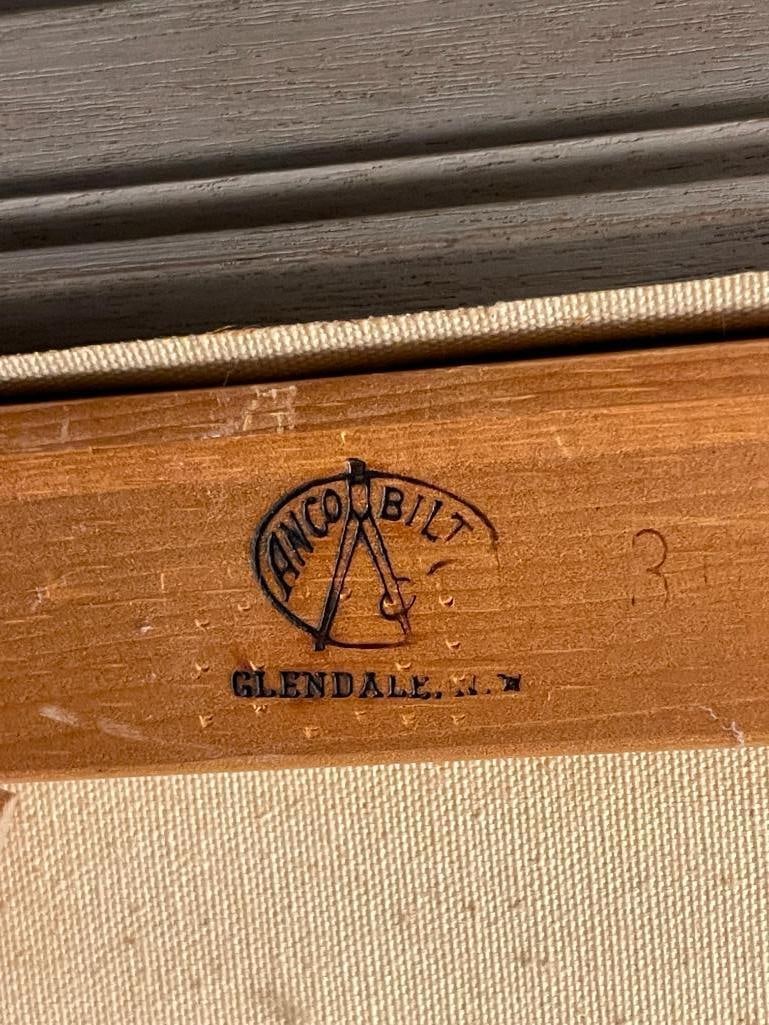 ANCO BILT
GLENDALE, N.Y.
3